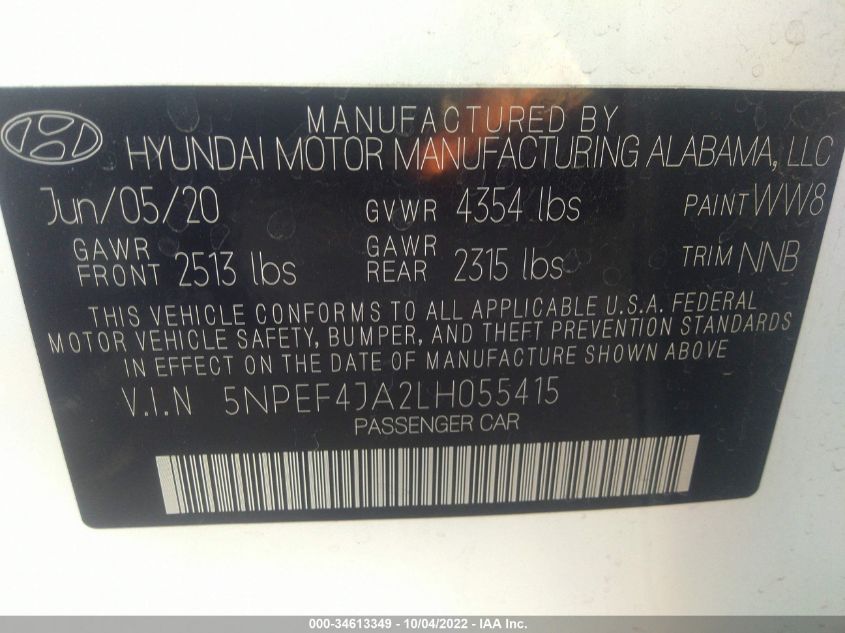 MANUFACTURED BY
HYUNDAI MOTOR MANUFACTURING ALABAMA, LLC
Jun/05/20 GVWR 4354 lbs PAINT WW8
GAWR FRONT 2513 lbs GAWR REAR 2315 lbs TRIM NNB
THIS VEHICLE CONFORMS TO ALL APPLICABLE U.S.A. FEDERAL
MOTOR VEHICLE SAFETY, BUMPER, AND THEFT PREVENTION STANDARDS
IN EFFECT ON THE DATE OF MANUFACTURE SHOWN ABOVE
V.I.N 5NPEF4JA2LH055415
PASSENGER CAR
000-34613349 - 10/04/2022 - IAA Inc.